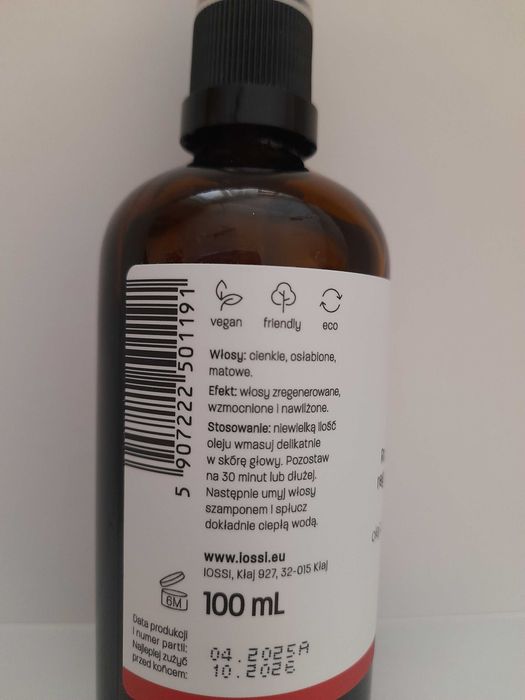 vegan friendly eco
Włosy: cienkie, osłabione,
matowe.
Efekt: włosy zregenerowane,
wzmocnione i nawilżone.
Stosowanie: niewielką ilość
oleju wmasuj delikatnie
w skórę głowy. Pozostaw
na 30 minut lub dłużej.
Następnie umyj włosy
szamponem i spłucz
dokładnie ciepłą wodą.
www.iossi.eu
IOSSI, Kłaj 927, 32-015 Kłaj
6M
100 mL
Data produkcji
i numer partii:
Najlepiej zużyć
przed końcem:
04.2025A
10.2026
5 907222 501191